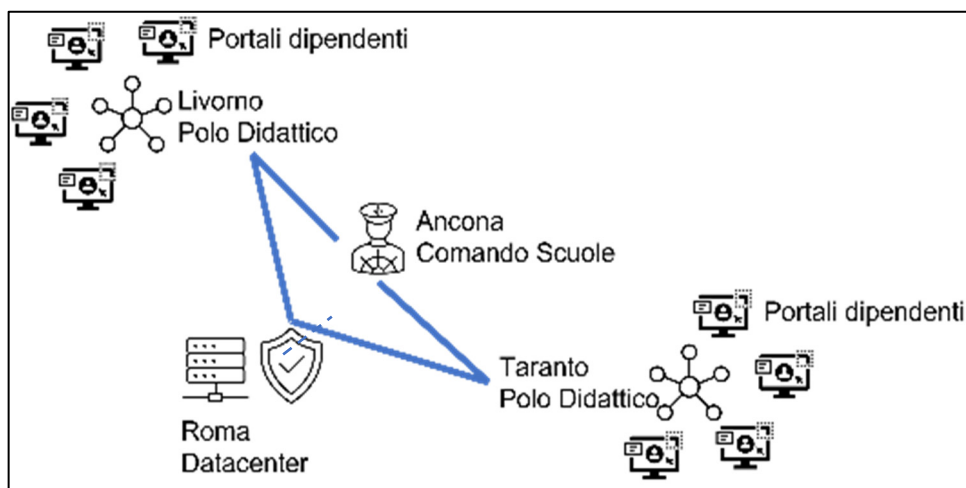 Portali dipendenti
Livorno
Polo Didattico
Ancona
Comando Scuole
Portali dipendenti
Taranto
Polo Didattico
Roma
Datacenter